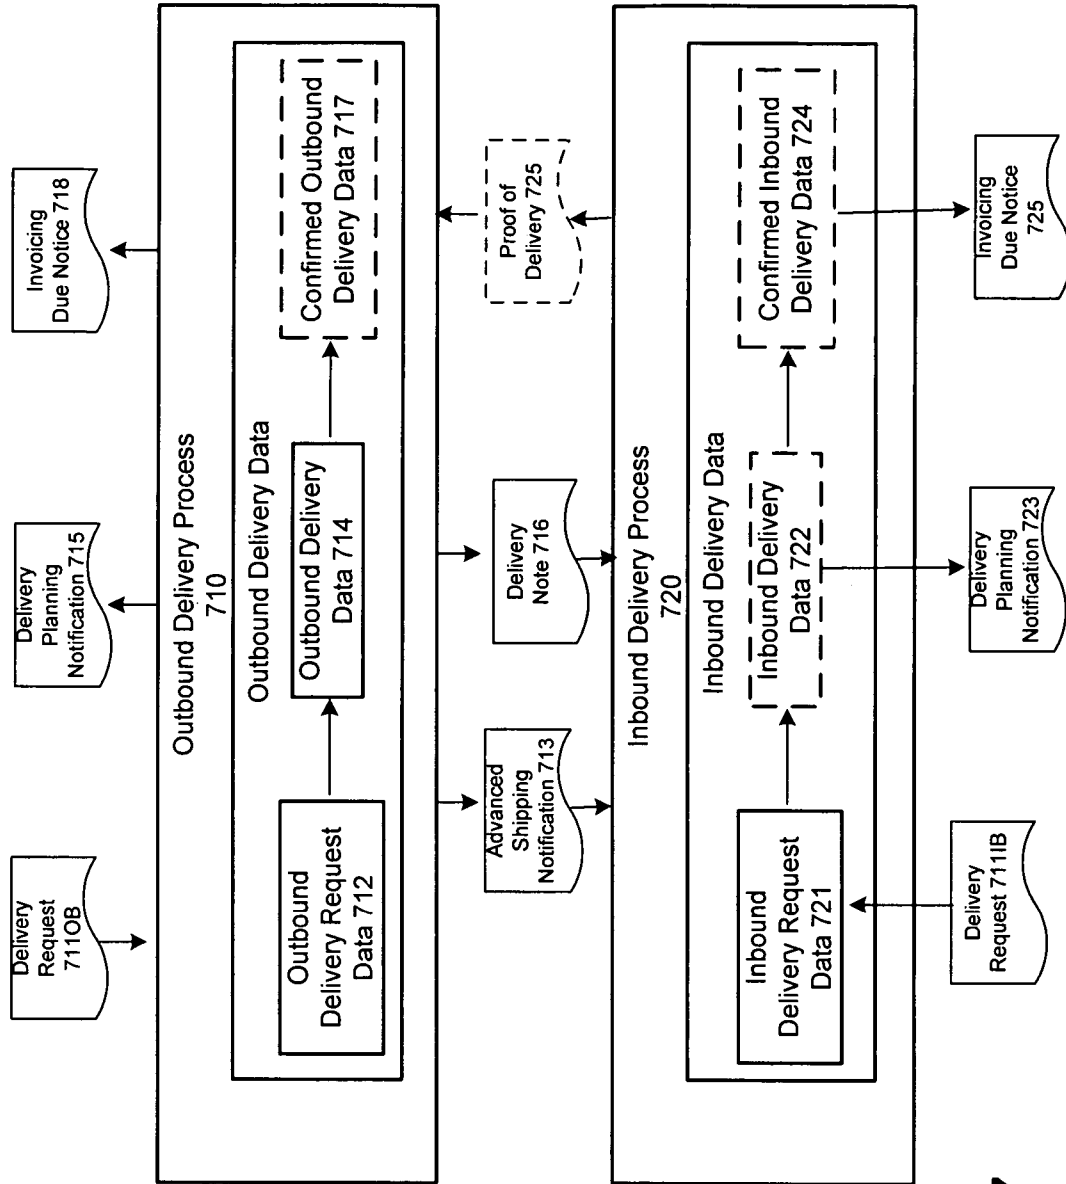 Delivery
Request
711OB
Delivery
Planning
Notification 715
Invoicing
Due Notice 718
Outbound Delivery Process
710
Outbound Delivery Data
Outbound
Delivery Request
Data 712
Outbound Delivery
Data 714
Confirmed Outbound
Delivery Data 717
Advanced
Shipping
Notification 713
Delivery
Note 716
Proof of
Delivery 725
Inbound Delivery Process
720
Inbound Delivery Data
Inbound
Delivery Request
Data 721
Inbound Delivery
Data 722
Confirmed Inbound
Delivery Data 724
Delivery
Request 711IB
Delivery
Planning
Notification 723
Invoicing
Due Notice
725